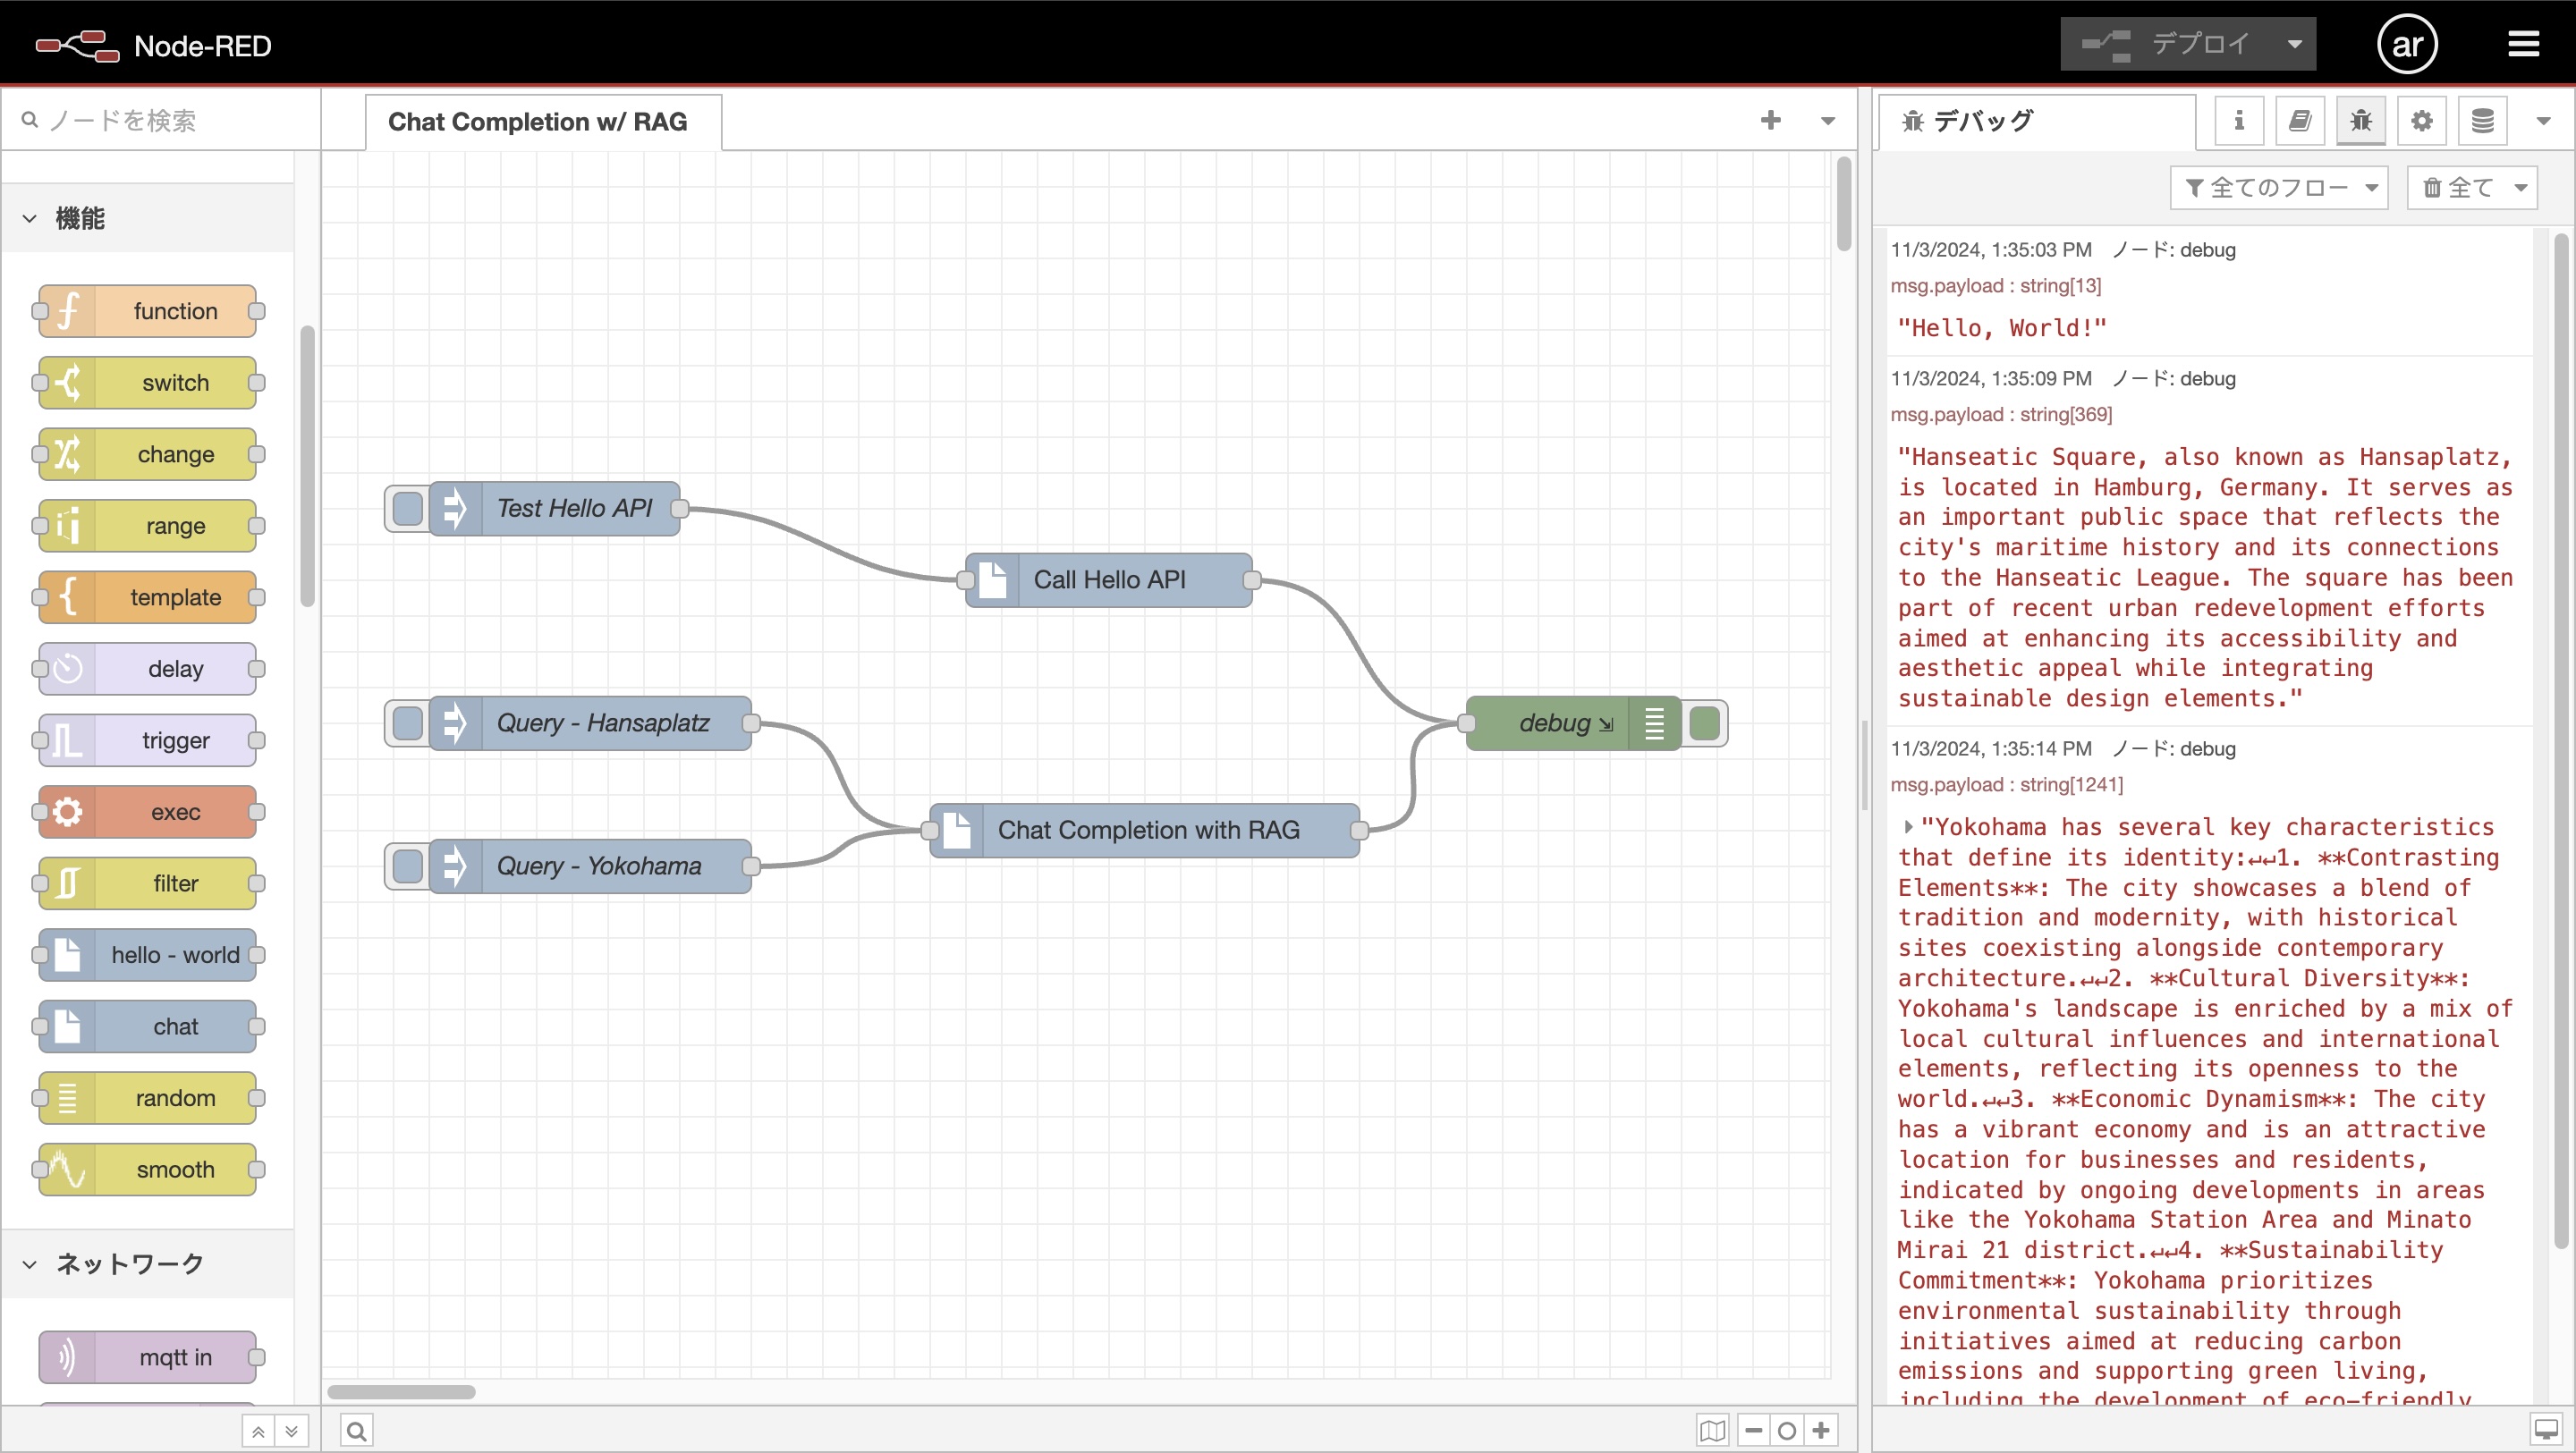 Node-RED
デプロイ
ar
ノードを検索
機能
function
switch
change
range
template
delay
trigger
exec
filter
hello - world
chat
random
smooth
ネットワーク
mqtt in
Chat Completion w/ RAG
Test Hello API
Call Hello API
Query - Hansaplatz
debug
Chat Completion with RAG
Query - Yokohama
デバッグ
全てのフロー
全て
11/3/2024, 1:35:03 PM ノード: debug
msg.payload : string[13]
"Hello, World!"
11/3/2024, 1:35:09 PM ノード: debug
msg.payload : string[369]
"Hanseatic Square, also known as Hansaplatz,
is located in Hamburg, Germany. It serves as
an important public space that reflects the
city's maritime history and its connections
to the Hanseatic League. The square has been
part of recent urban redevelopment efforts
aimed at enhancing its accessibility and
aesthetic appeal while integrating
sustainable design elements."
11/3/2024, 1:35:14 PM ノード: debug
msg.payload : string[1241]
"Yokohama has several key characteristics
that define its identity:↵↵1. **Contrasting
Elements**: The city showcases a blend of
tradition and modernity, with historical
sites coexisting alongside contemporary
architecture.↵↵2. **Cultural Diversity**:
Yokohama's landscape is enriched by a mix of
local cultural influences and international
elements, reflecting its openness to the
world.↵↵3. **Economic Dynamism**: The city
has a vibrant economy and is an attractive
location for businesses and residents,
indicated by ongoing developments in areas
like the Yokohama Station Area and Minato
Mirai 21 district.↵↵4. **Sustainability
Commitment**: Yokohama prioritizes
environmental sustainability through
initiatives aimed at reducing carbon
emissions and supporting green living,
including the development of eco-friendly